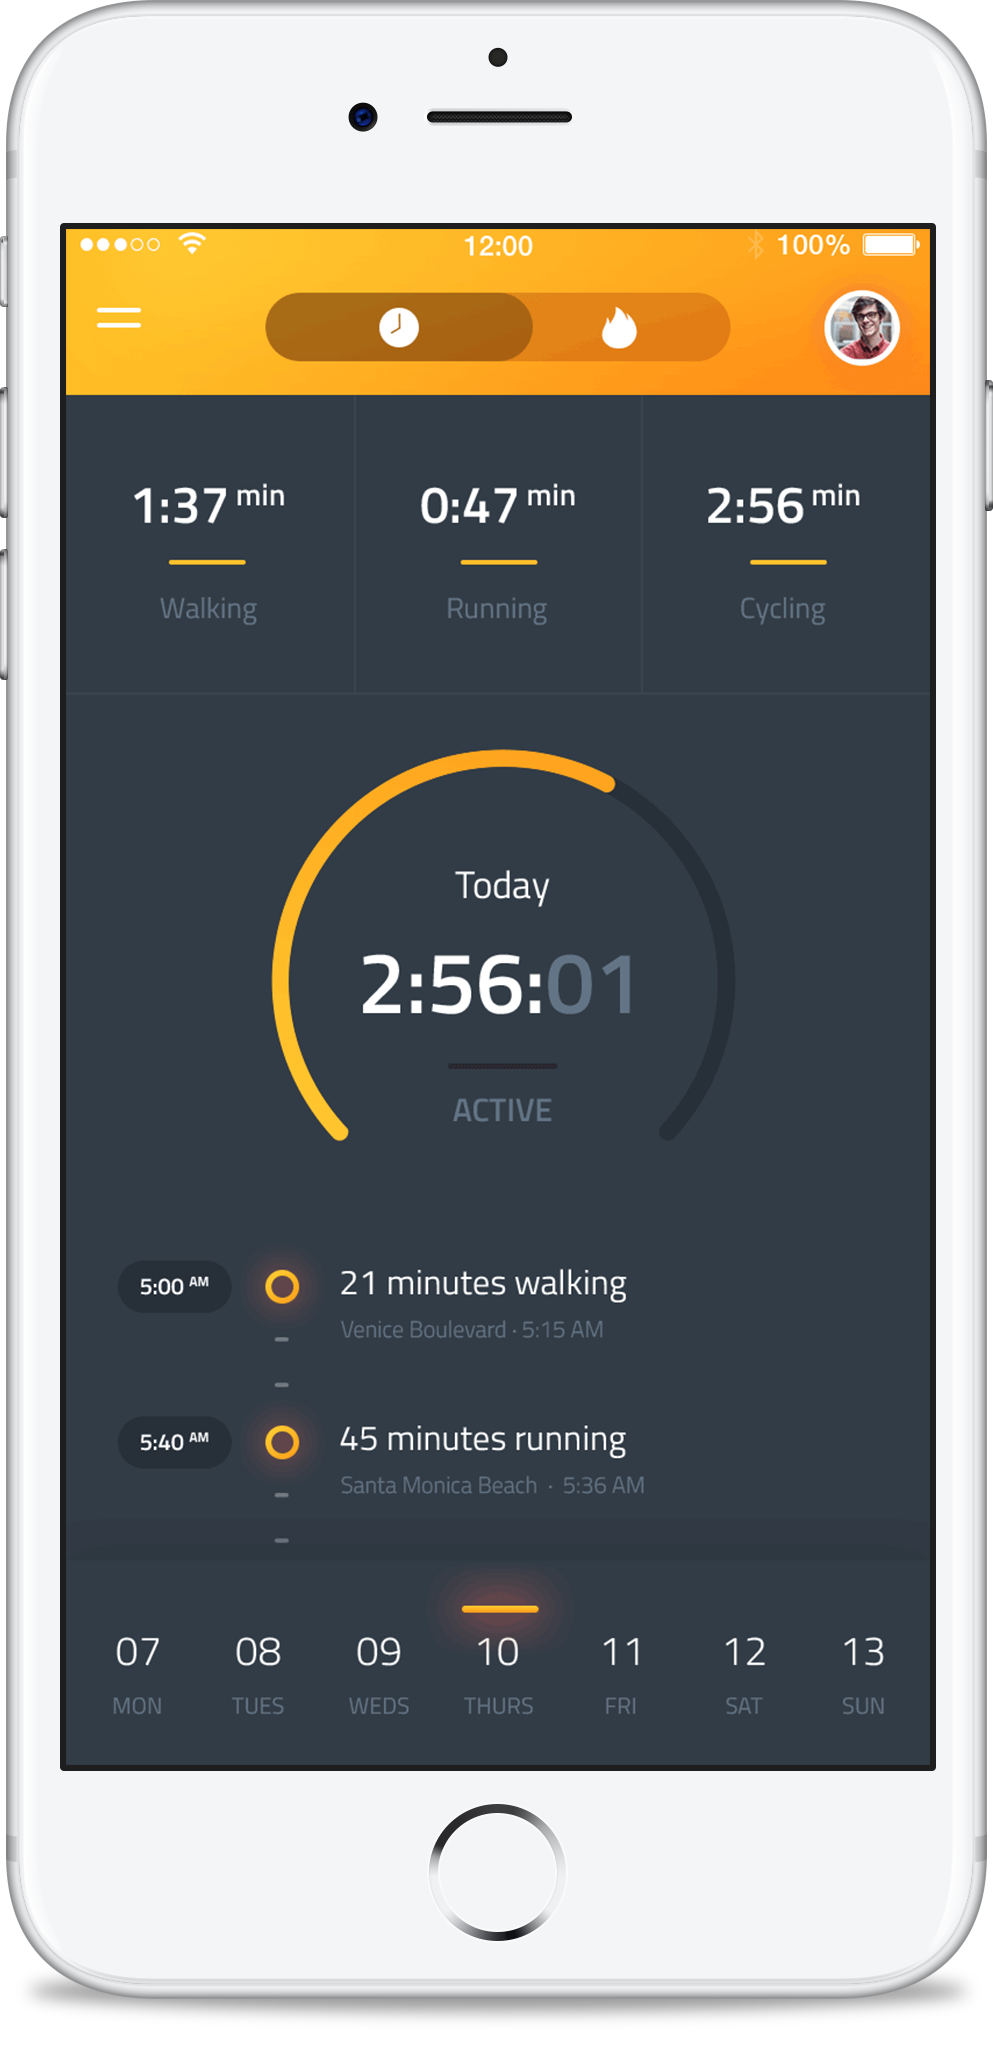 12:00 100%
1:37 min 0:47 min 2:56 min
Walking Running Cycling
Today
2:56:01
ACTIVE
5:00 AM 21 minutes walking
Venice Boulevard · 5:15 AM
5:40 AM 45 minutes running
Santa Monica Beach · 5:36 AM
07 08 09 10 11 12 13
MON TUES WEDS THURS FRI SAT SUN